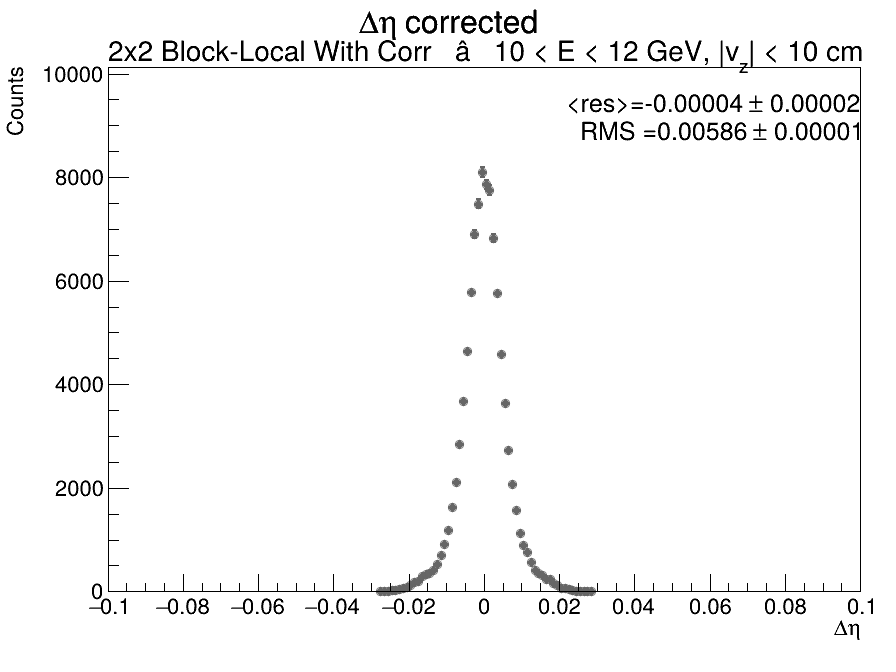 Δη corrected
2x2 Block-Local With Corr â 10 < E < 12 GeV, |v_z| < 10 cm
Counts
<res>=-0.00004 ± 0.00002
RMS =0.00586 ± 0.00001
10000
8000
6000
4000
2000
0
−0.1 −0.08 −0.06 −0.04 −0.02 0 0.02 0.04 0.06 0.08 0.1
Δη